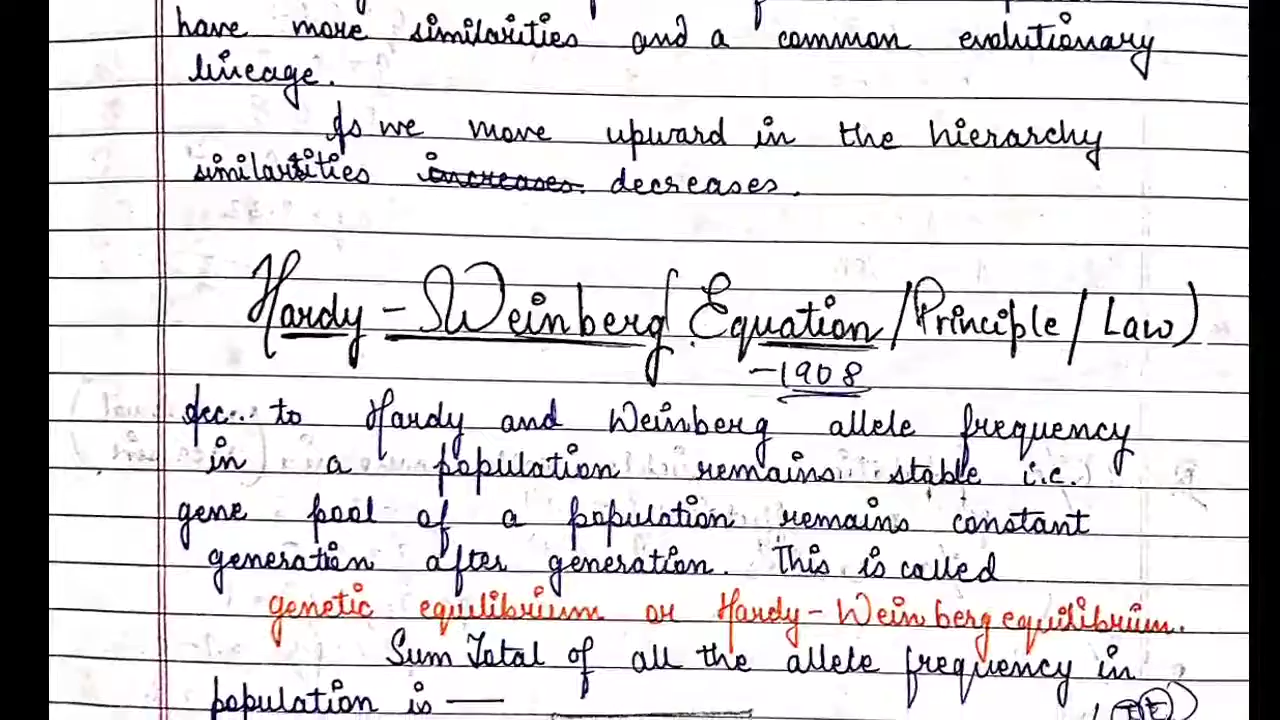 have more similarities and a common evolutionary
lineage.
As we move upward in the hierarchy
similarities increases. decreases.
Hardy-Weinberg (Equation/Principle/Law)
-1908
Acc.. to Hardy and Weinberg allele frequency
in a population remains stable i.e.
gene pool of a population remains constant
generation after generation. This is called
genetic equilibrium or Hardy-Weinberg equilibrium.
Sum Total of all the allele frequency in
population is —